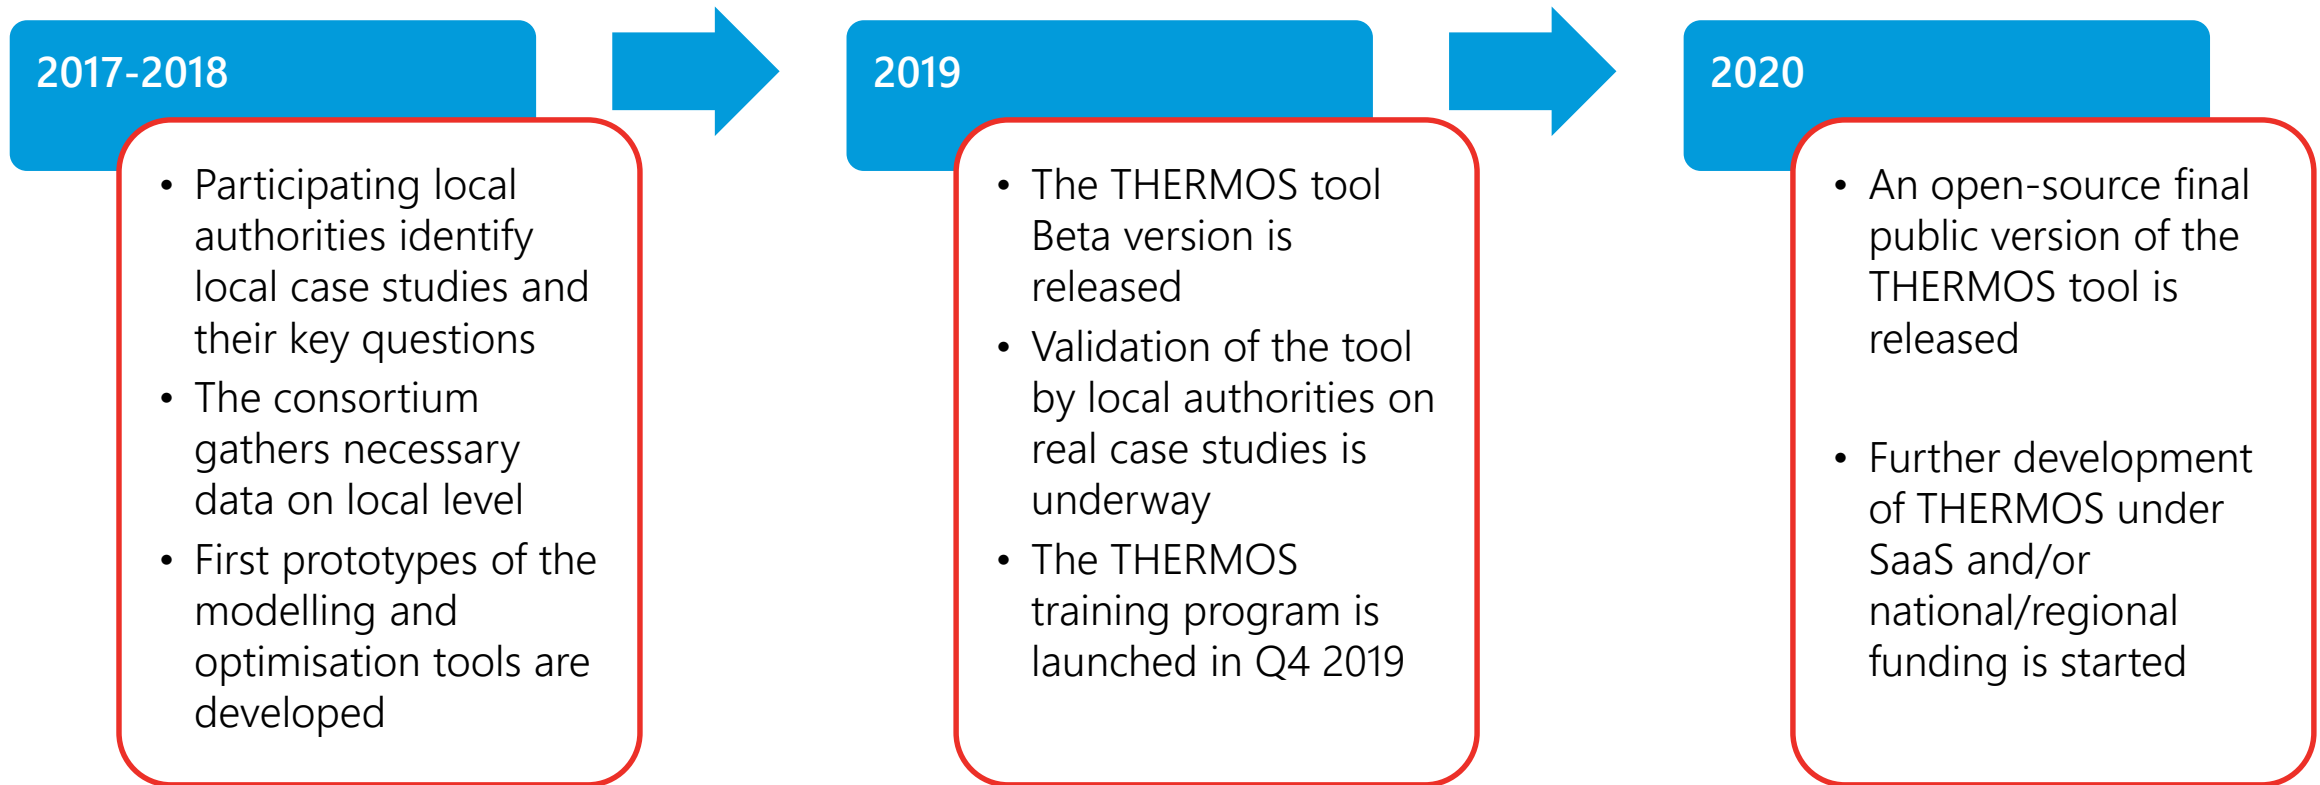 2017-2018
• Participating local
authorities identify
local case studies and
their key questions
• The consortium
gathers necessary
data on local level
• First prototypes of the
modelling and
optimisation tools are
developed
2019
• The THERMOS tool
Beta version is
released
• Validation of the tool
by local authorities on
real case studies is
underway
• The THERMOS
training program is
launched in Q4 2019
2020
• An open-source final
public version of the
THERMOS tool is
released
• Further development
of THERMOS under
SaaS and/or
national/regional
funding is started